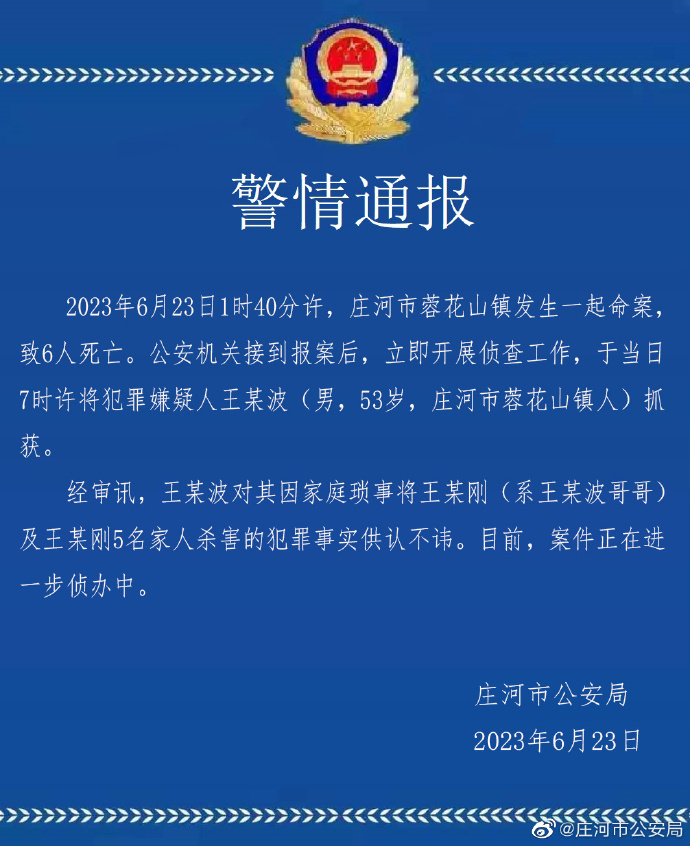 警情通报
2023年6月23日1时40分许，庄河市蓉花山镇发生一起命案，
致6人死亡。公安机关接到报案后，立即开展侦查工作，于当日
7时许将犯罪嫌疑人王某波（男，53岁，庄河市蓉花山镇人）抓
获。
经审讯，王某波对其因家庭琐事将王某刚（系王某波哥哥）
及王某刚5名家人杀害的犯罪事实供认不讳。目前，案件正在进
一步侦办中。
庄河市公安局
2023年6月23日
@庄河市公安局